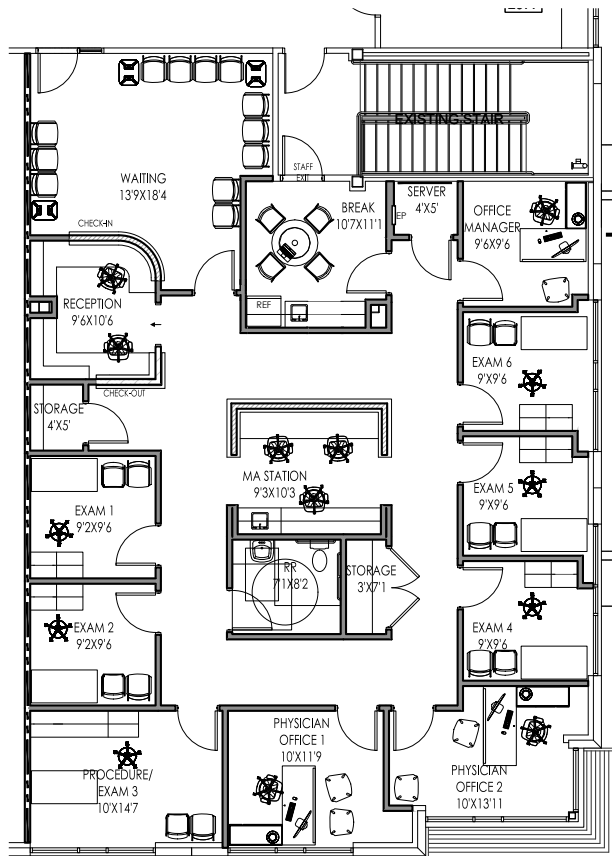 EXISTING STAIR
STAFF
EXIT
WAITING
13'9X18'4
SERVER
4'X5'
EP
BREAK
10'7X11'1
OFFICE
MANAGER
9'6X9'6
CHECK-IN
RECEPTION
9'6X10'6
REF
EXAM 6
9'X9'6
CHECK-OUT
STORAGE
4'X5'
MA STATION
9'3X10'3
EXAM 5
9'X9'6
EXAM 1
9'2X9'6
RR
7'1X8'2
STORAGE
3'X7'1
EXAM 2
9'2X9'6
EXAM 4
9'X9'6
PHYSICIAN
OFFICE 1
10'X11'9
PROCEDURE/
EXAM 3
10'X14'7
PHYSICIAN
OFFICE 2
10'X13'11